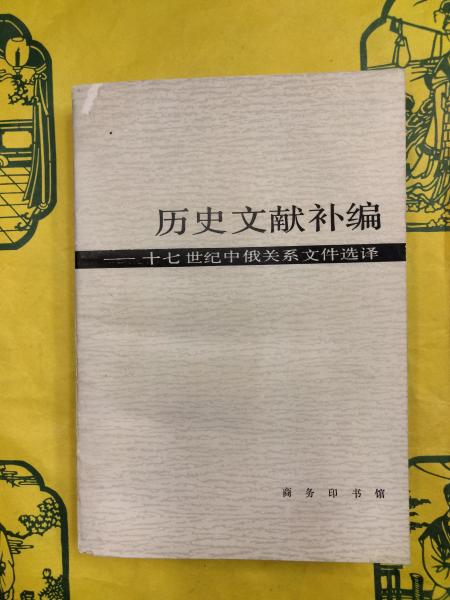 历史文献补编
——十七世纪中俄关系文件选译
商务印书馆